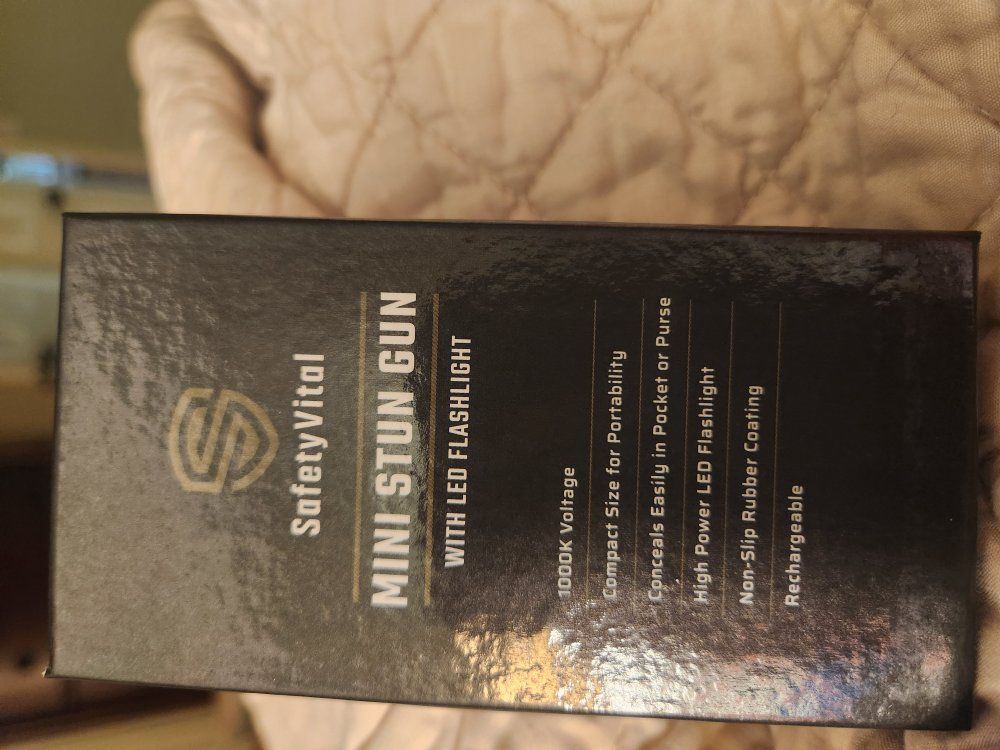 SafetyVital
MINI STUN GUN
WITH LED FLASHLIGHT
1000K Voltage
Compact Size for Portability
Conceals Easily in Pocket or Purse
High Power LED Flashlight
Non-Slip Rubber Coating
Rechargeable